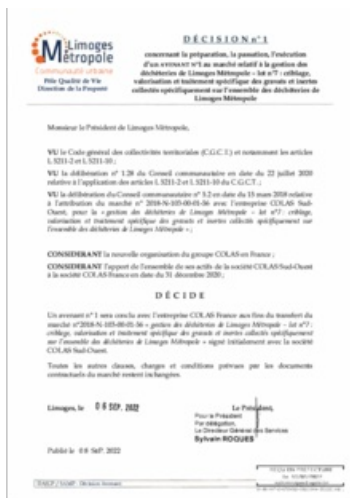 Limoges
Métropole
Communauté urbaine
Pôle Qualité de Vie
Direction de la Propreté
DÉCISION n° 1
concernant la préparation, la passation, l'exécution
d'un AVENANT N°1 au marché relatif à la gestion des
déchèteries de Limoges Métropole – lot n°7 : criblage,
valorisation et traitement spécifique des gravats et inertes
collectés spécifiquement sur l'ensemble des déchèteries de
Limoges Métropole
Monsieur le Président de Limoges Métropole,
VU le Code général des collectivités territoriales (C.G.C.T.) et notamment les articles
L 5211-2 et L 5211-10 ;
VU la délibération n° 1.28 du Conseil communautaire en date du 22 juillet 2020
relative à l'application des articles L 5211-2 et L 5211-10 du C.G.C.T. ;
VU la délibération du Conseil communautaire n° 5.2 en date du 15 mars 2018 relative
à l'attribution du marché n° 2018-N-103-00-01-36 avec l'entreprise COLAS Sud-
Ouest, pour la « gestion des déchèteries de Limoges Métropole – lot n°7 : criblage,
valorisation et traitement spécifique des gravats et inertes collectés spécifiquement sur
l'ensemble des déchèteries de Limoges Métropole » ;
CONSIDERANT la nouvelle organisation du groupe COLAS en France ;
CONSIDERANT l'apport de l'ensemble de ses actifs de la société COLAS Sud-Ouest
à la société COLAS France en date du 31 décembre 2020 ;
DÉCIDE
Un avenant n° 1 sera conclu avec l'entreprise COLAS France aux fins du transfert du
marché n°2018-N-103-00-01-36 « gestion des déchèteries de Limoges Métropole – lot n°7 :
criblage, valorisation et traitement spécifique des gravats et inertes collectés spécifiquement
sur l'ensemble des déchèteries de Limoges Métropole » signé initialement avec la société
COLAS Sud-Ouest.
Toutes les autres clauses, charges et conditions prévues par les documents
contractuels du marché restent inchangées.
Limoges, le 06 SEP. 2022
Le Président,
Pour le Président
Par délégation,
Le Directeur Général des Services
Sylvain ROQUES
Publié le 06 SEP. 2022